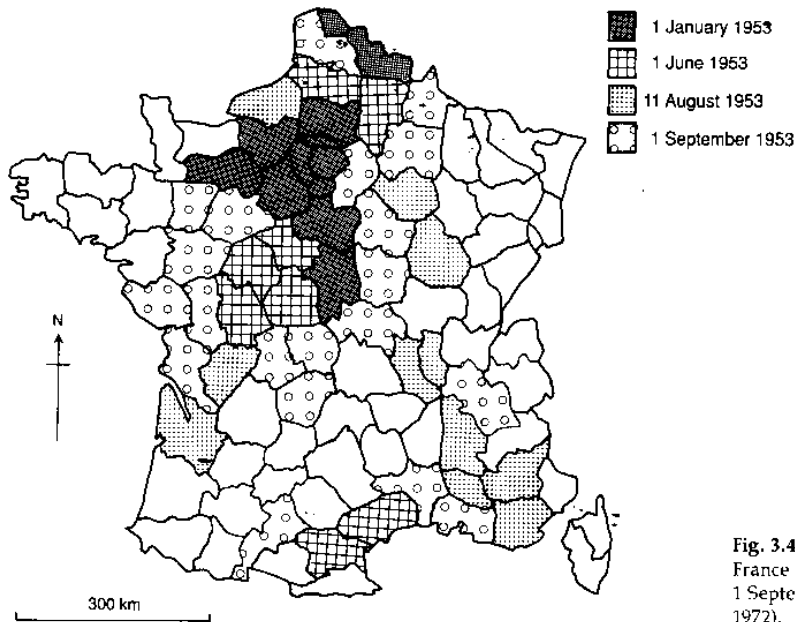 1 January 1953
1 June 1953
11 August 1953
1 September 1953
N
300 km
Fig. 3.4
France
1 Septe
1972).